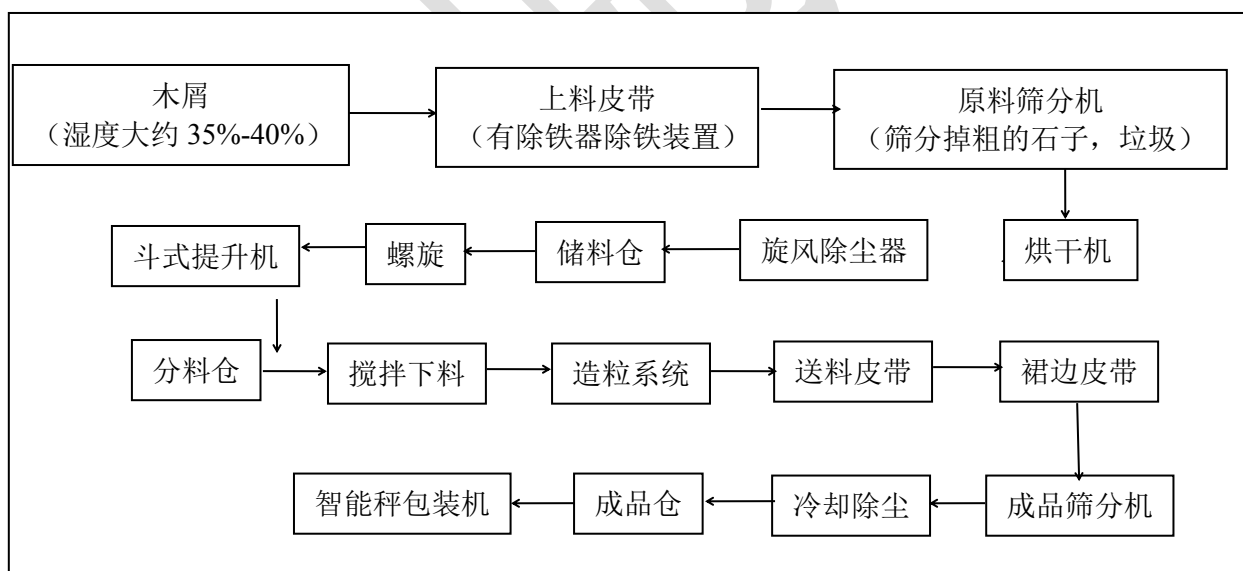 木屑
（湿度大约 35%-40%）
上料皮带
（有除铁器除铁装置）
原料筛分机
（筛分掉粗的石子，垃圾）
斗式提升机
螺旋
储料仓
旋风除尘器
烘干机
分料仓
搅拌下料
造粒系统
送料皮带
裙边皮带
智能秤包装机
成品仓
冷却除尘
成品筛分机